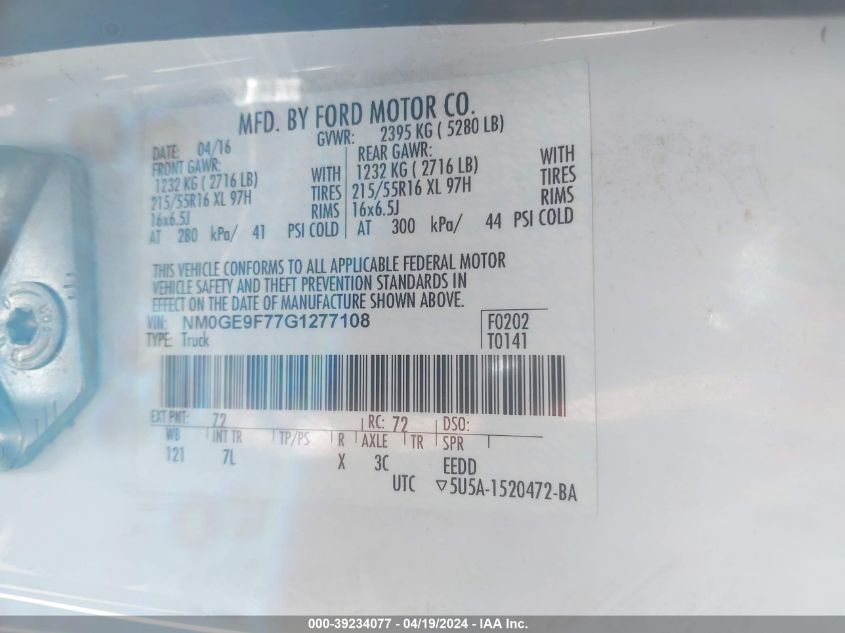 MFD. BY FORD MOTOR CO.
DATE: 04/16 GVWR: 2395 KG ( 5280 LB)
FRONT GAWR: WITH REAR GAWR: WITH
1232 KG ( 2716 LB) TIRES 1232 KG ( 2716 LB) TIRES
215/55R16 XL 97H RIMS 215/55R16 XL 97H RIMS
16x6.5J 16x6.5J
AT 280 kPa/ 41 PSI COLD AT 300 kPa/ 44 PSI COLD
THIS VEHICLE CONFORMS TO ALL APPLICABLE FEDERAL MOTOR
VEHICLE SAFETY AND THEFT PREVENTION STANDARDS IN
EFFECT ON THE DATE OF MANUFACTURE SHOWN ABOVE.
VIN: NM0GE9F77G1277108 F0202
TYPE: Truck T0141
EXT PNT: 72 RC: 72 DSO:
WB INT TR TP/PS R AXLE TR SPR
121 7L X 3C EEDD
UTC ▽5U5A-1520472-BA
000-39234077 - 04/19/2024 - IAA Inc.